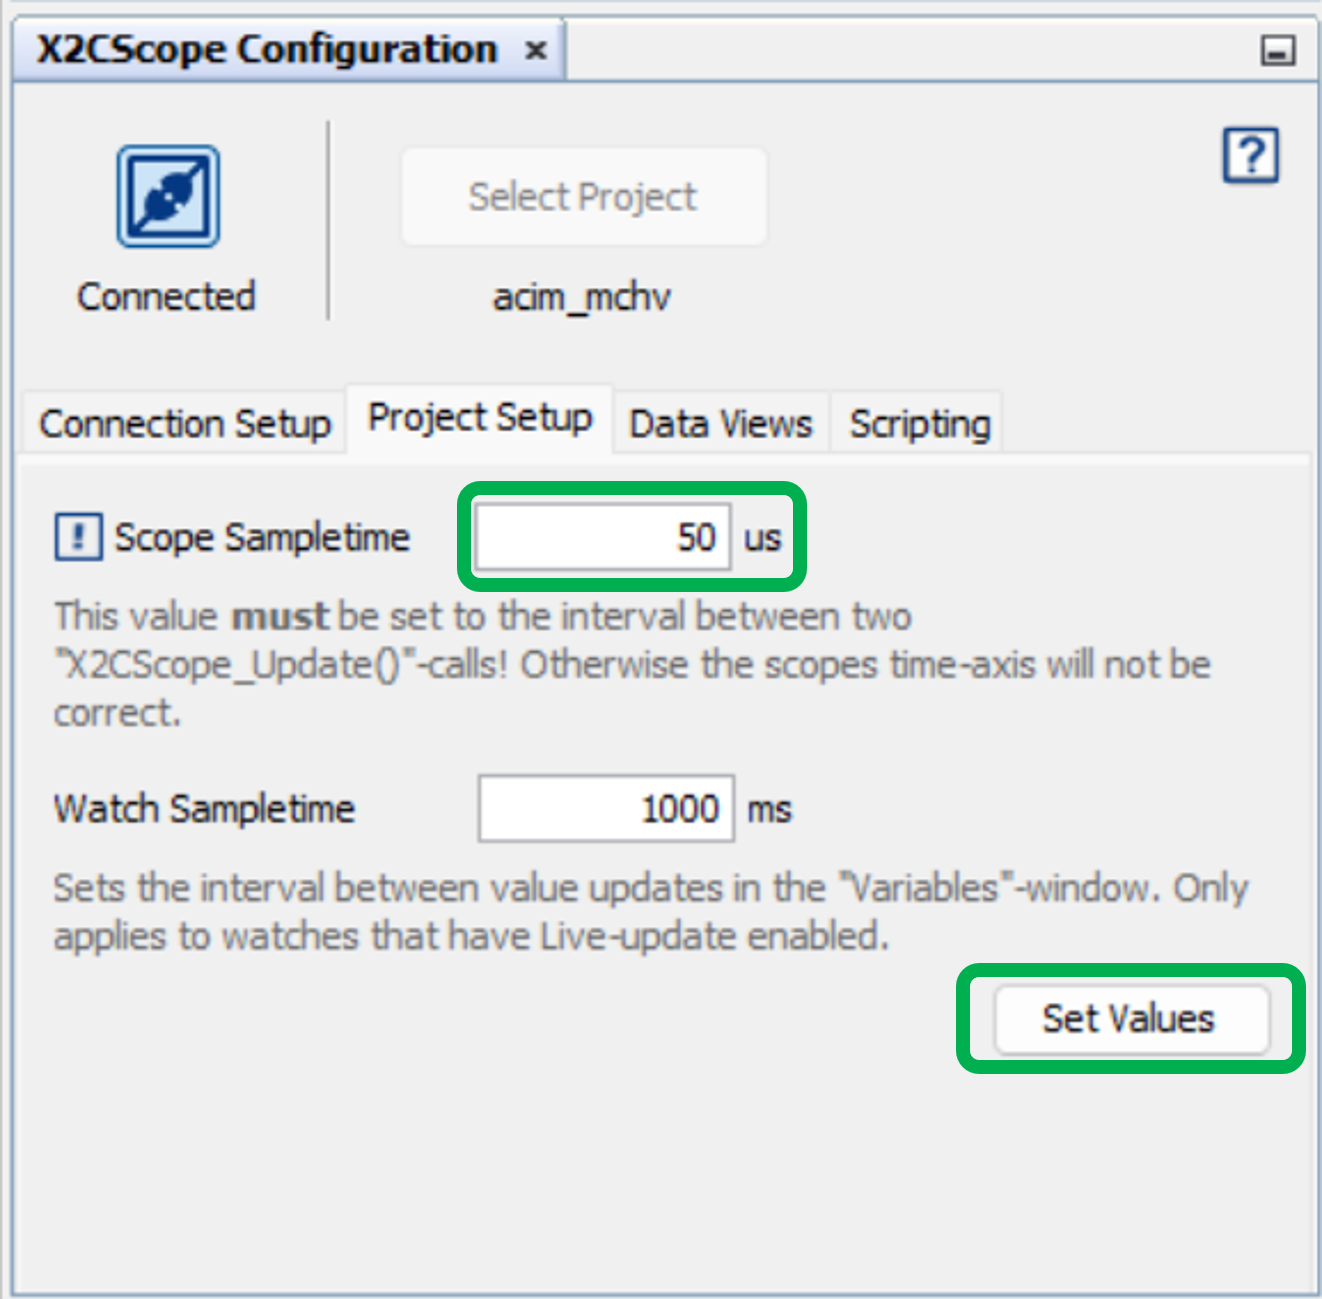 X2CScope Configuration ×
?
Select Project
Connected
acim_mchv
Connection Setup
Project Setup
Data Views
Scripting
! Scope Sampletime 50 us
This value must be set to the interval between two
"X2CScope_Update()"-calls! Otherwise the scopes time-axis will not be
correct.
Watch Sampletime 1000 ms
Sets the interval between value updates in the "Variables"-window. Only
applies to watches that have Live-update enabled.
Set Values